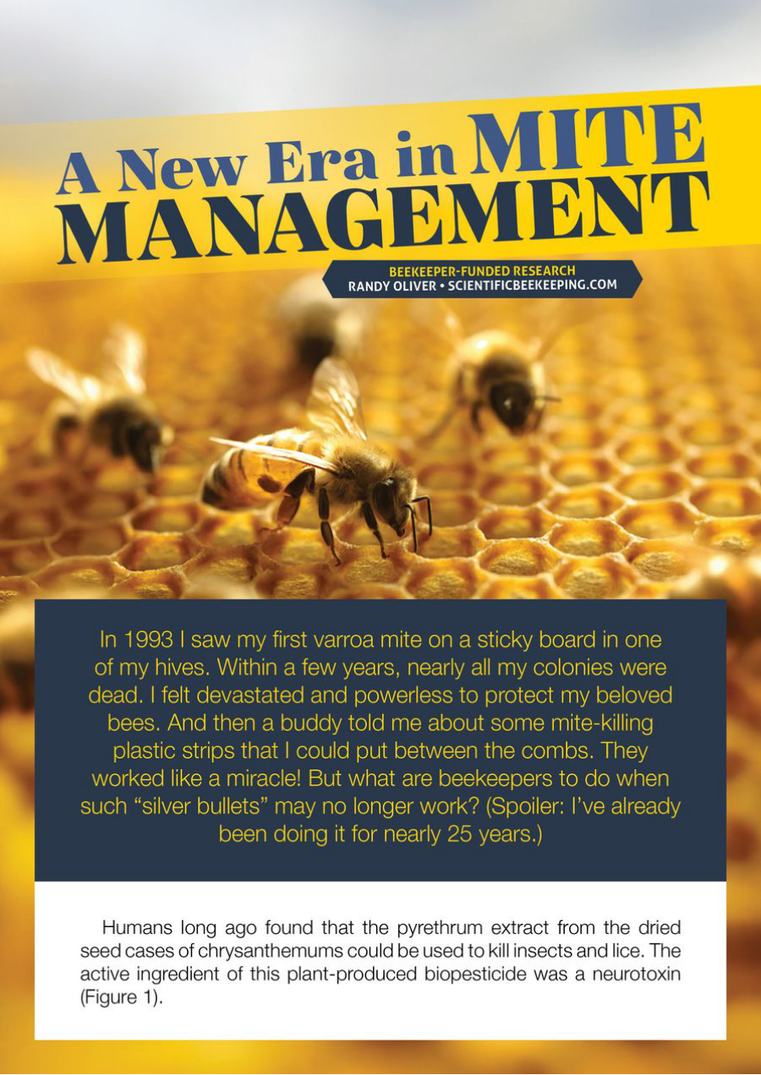 A New Era in MITE
MANAGEMENT
BEEKEEPER-FUNDED RESEARCH
RANDY OLIVER • SCIENTIFICBEEKEEPING.COM
In 1993 I saw my first varroa mite on a sticky board in one
of my hives. Within a few years, nearly all my colonies were
dead. I felt devastated and powerless to protect my beloved
bees. And then a buddy told me about some mite-killing
plastic strips that I could put between the combs. They
worked like a miracle! But what are beekeepers to do when
such “silver bullets” may no longer work? (Spoiler: I’ve already
been doing it for nearly 25 years.)
Humans long ago found that the pyrethrum extract from the dried
seed cases of chrysanthemums could be used to kill insects and lice. The
active ingredient of this plant-produced biopesticide was a neurotoxin
(Figure 1).